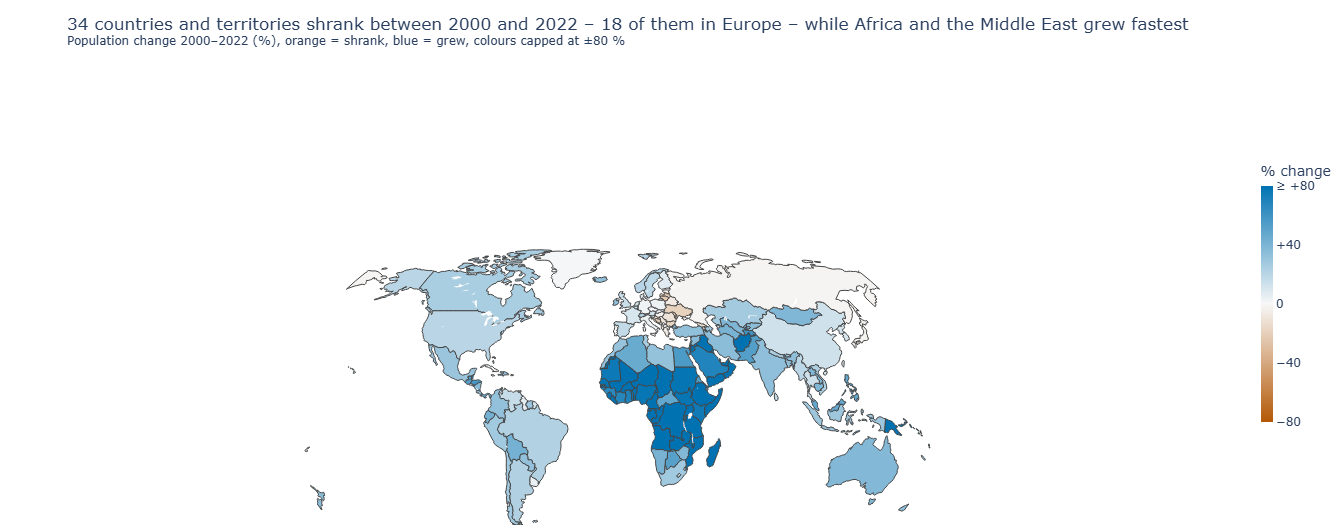 34 countries and territories shrank between 2000 and 2022 – 18 of them in Europe – while Africa and the Middle East grew fastest
Population change 2000–2022 (%), orange = shrank, blue = grew, colours capped at ±80 %
% change
≥ +80
+40
0
−40
−80